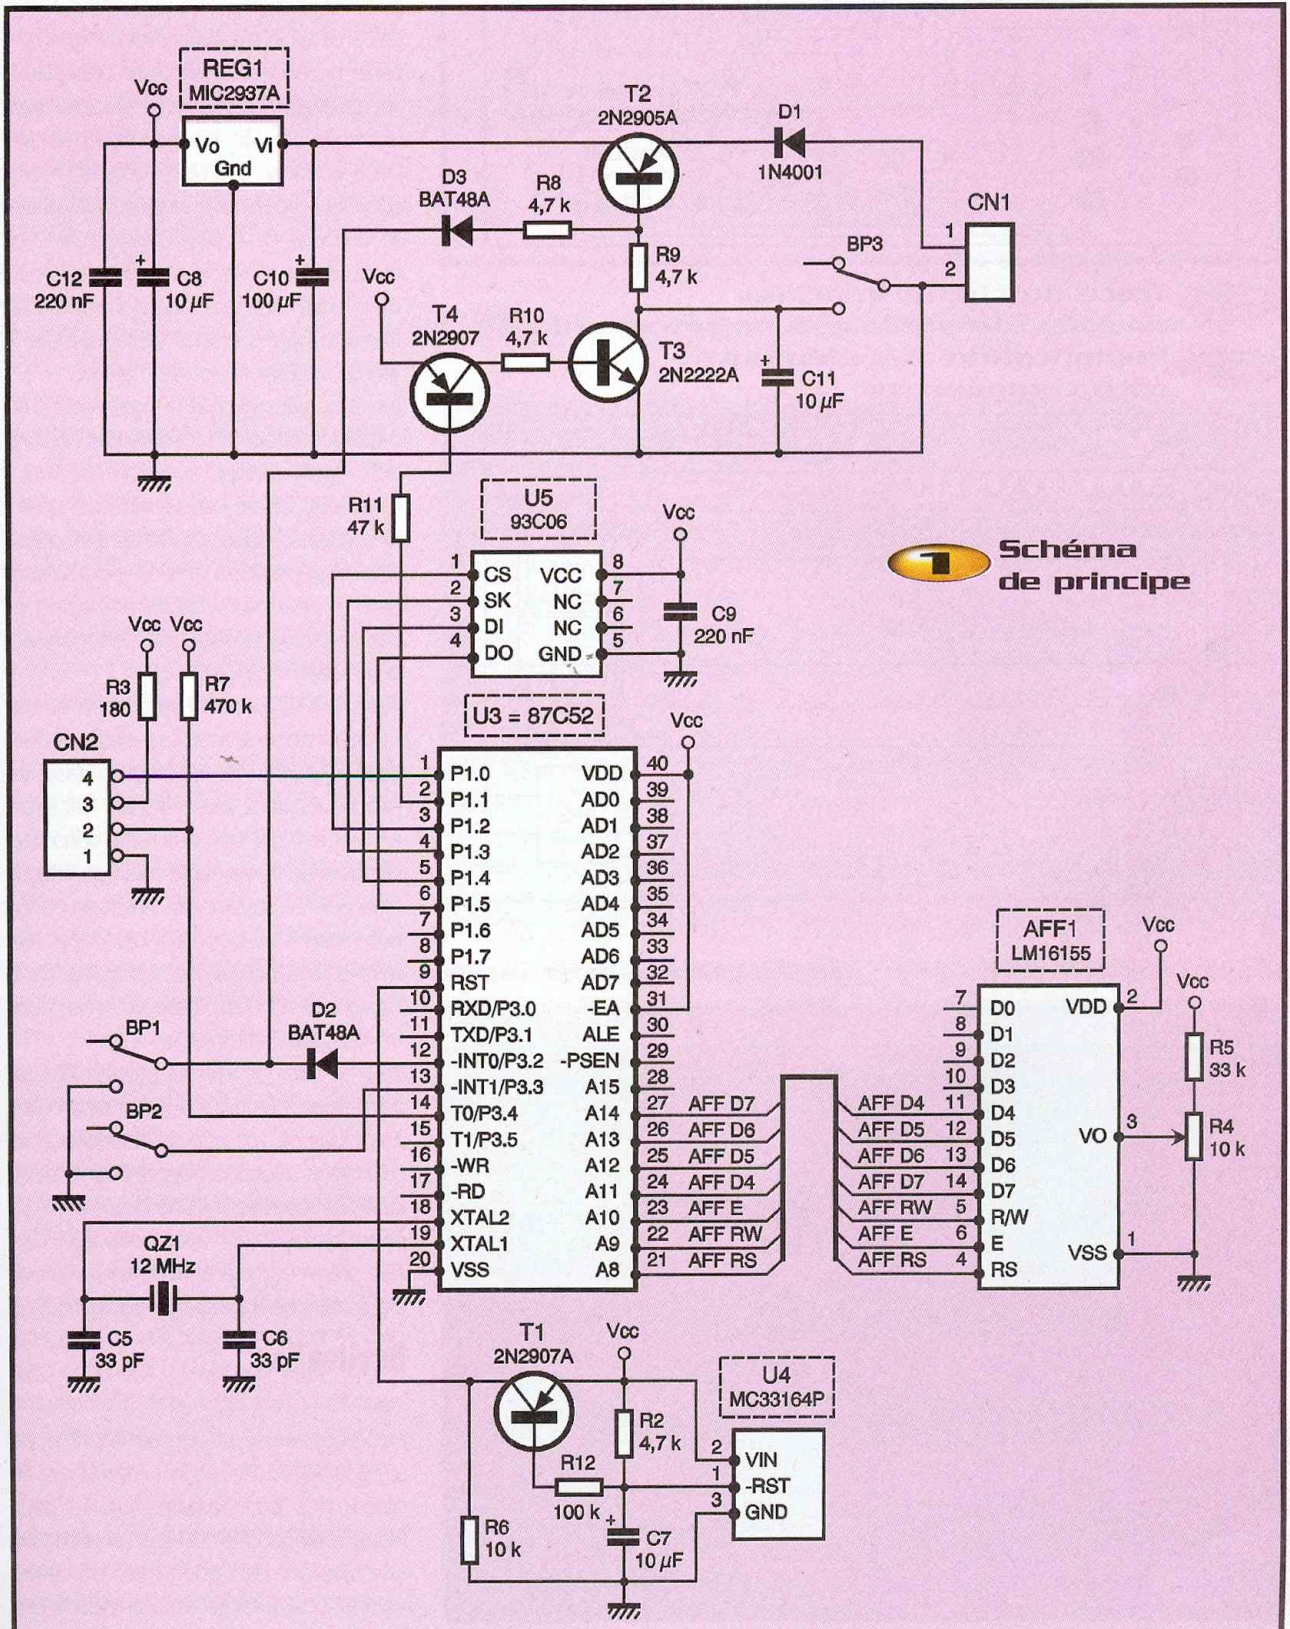 REG1
MIC2937A
Vcc
Vo
Vi
Gnd
T2
2N2905A
D1
1N4001
D3
BAT48A
R8
4,7 k
CN1
1
2
BP3
R9
4,7 k
C12
220 nF
+
C8
10 µF
C10
100 µF
+
Vcc
T4
2N2907
R10
4,7 k
T3
2N2222A
+
C11
10 µF
R11
47 k
U5
93C06
Vcc
1 CS
2 SK
3 DI
4 DO
VCC 8
NC 7
NC 6
GND 5
C9
220 nF
1 Schéma
de principe
Vcc Vcc
R3
180
R7
470 k
U3 = 87C52
Vcc
CN2
4
3
2
1
1 P1.0
2 P1.1
3 P1.2
4 P1.3
5 P1.4
6 P1.5
7 P1.6
8 P1.7
9 RST
10 RXD/P3.0
11 TXD/P3.1
12 -INT0/P3.2
13 -INT1/P3.3
14 T0/P3.4
15 T1/P3.5
16 -WR
17 -RD
18 XTAL2
19 XTAL1
20 VSS
VDD 40
AD0 39
AD1 38
AD2 37
AD3 36
AD4 35
AD5 34
AD6 33
AD7 32
-EA 31
ALE 30
-PSEN 29
A15 28
A14 27 AFF D7
A13 26 AFF D6
A12 25 AFF D5
A11 24 AFF D4
A10 23 AFF E
A9 22 AFF RW
A8 21 AFF RS
BP1
D2
BAT48A
BP2
QZ1
12 MHz
C5
33 pF
C6
33 pF
AFF1
LM16155
Vcc
Vcc
7 D0
8 D1
9 D2
10 D3
AFF D4 11 D4
AFF D5 12 D5
AFF D6 13 D6
AFF D7 14 D7
AFF RW 5 R/W
AFF E 6 E
AFF RS 4 RS
VDD 2
VO 3
VSS 1
R5
33 k
R4
10 k
T1
2N2907A
Vcc
U4
MC33164P
R2
4,7 k
2 VIN
1 -RST
3 GND
R12
100 k
R6
10 k
+
C7
10 µF